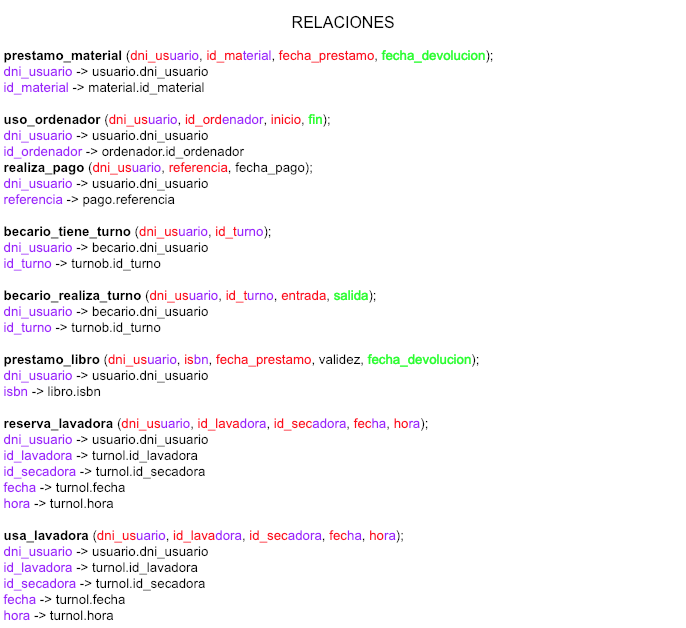 RELACIONES
prestamo_material (dni_usuario, id_material, fecha_prestamo, fecha_devolucion);
dni_usuario -> usuario.dni_usuario
id_material -> material.id_material
uso_ordenador (dni_usuario, id_ordenador, inicio, fin);
dni_usuario -> usuario.dni_usuario
id_ordenador -> ordenador.id_ordenador
realiza_pago (dni_usuario, referencia, fecha_pago);
dni_usuario -> usuario.dni_usuario
referencia -> pago.referencia
becario_tiene_turno (dni_usuario, id_turno);
dni_usuario -> becario.dni_usuario
id_turno -> turnob.id_turno
becario_realiza_turno (dni_usuario, id_turno, entrada, salida);
dni_usuario -> becario.dni_usuario
id_turno -> turnob.id_turno
prestamo_libro (dni_usuario, isbn, fecha_prestamo, validez, fecha_devolucion);
dni_usuario -> usuario.dni_usuario
isbn -> libro.isbn
reserva_lavadora (dni_usuario, id_lavadora, id_secadora, fecha, hora);
dni_usuario -> usuario.dni_usuario
id_lavadora -> turnol.id_lavadora
id_secadora -> turnol.id_secadora
fecha -> turnol.fecha
hora -> turnol.hora
usa_lavadora (dni_usuario, id_lavadora, id_secadora, fecha, hora);
dni_usuario -> usuario.dni_usuario
id_lavadora -> turnol.id_lavadora
id_secadora -> turnol.id_secadora
fecha -> turnol.fecha
hora -> turnol.hora